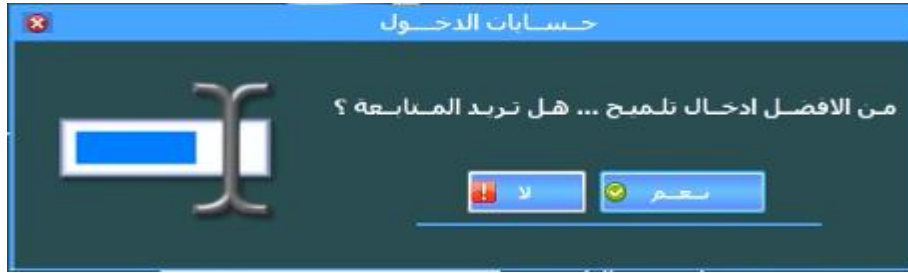 حسابات الدخول
من الافضل ادخال تلميح ... هل تريد المتابعة ؟
نعم
لا